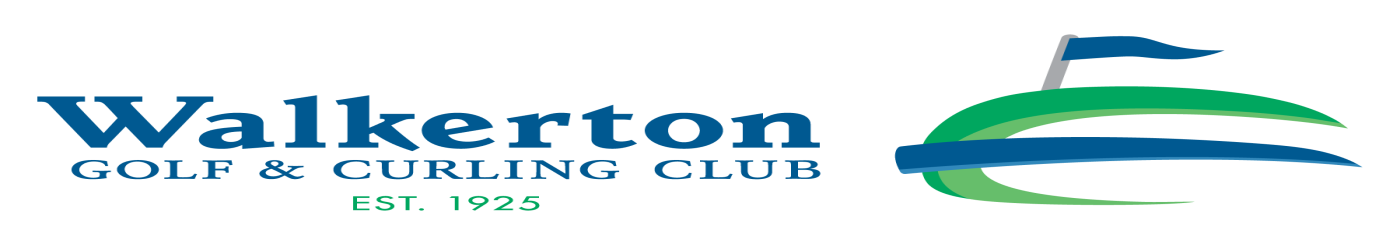 Walkerton
GOLF & CURLING CLUB
EST. 1925